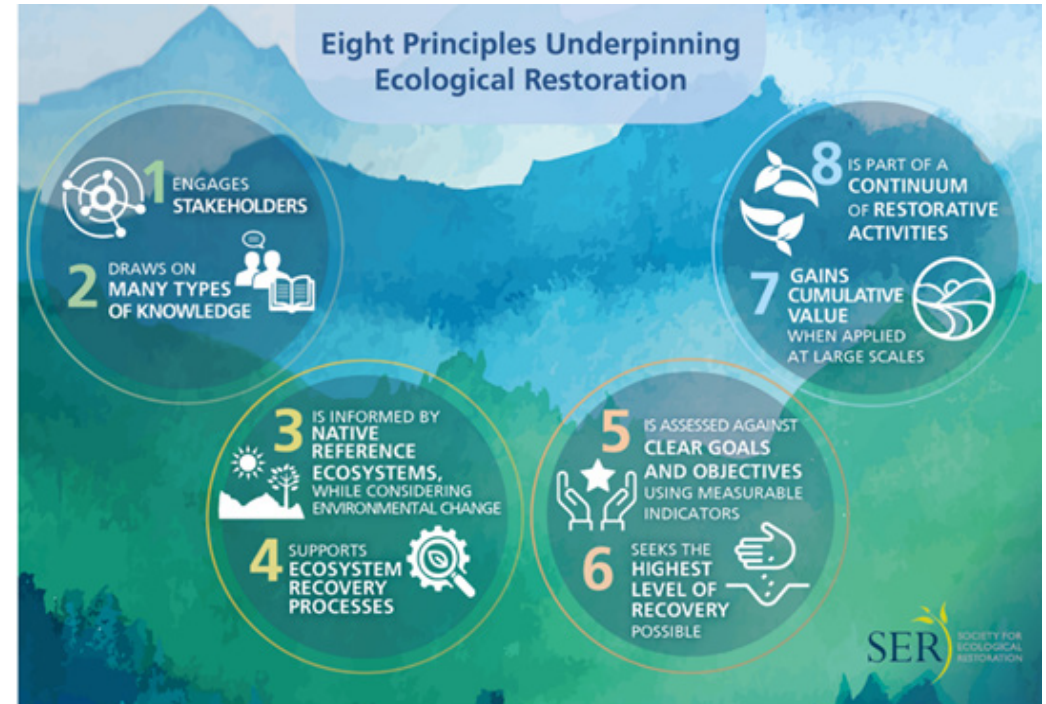 Eight Principles Underpinning
Ecological Restoration
1 ENGAGES
STAKEHOLDERS
2 DRAWS ON
MANY TYPES
OF KNOWLEDGE
3 IS INFORMED BY
NATIVE
REFERENCE
ECOSYSTEMS,
WHILE CONSIDERING
ENVIRONMENTAL CHANGE
4 SUPPORTS
ECOSYSTEM
RECOVERY
PROCESSES
5 IS ASSESSED AGAINST
CLEAR GOALS
AND OBJECTIVES
USING MEASURABLE
INDICATORS
6 SEEKS THE
HIGHEST
LEVEL OF
RECOVERY
POSSIBLE
7 GAINS
CUMULATIVE
VALUE
WHEN APPLIED
AT LARGE SCALES
8 IS PART OF A
CONTINUUM
OF RESTORATIVE
ACTIVITIES
SER
SOCIETY FOR
ECOLOGICAL
RESTORATION